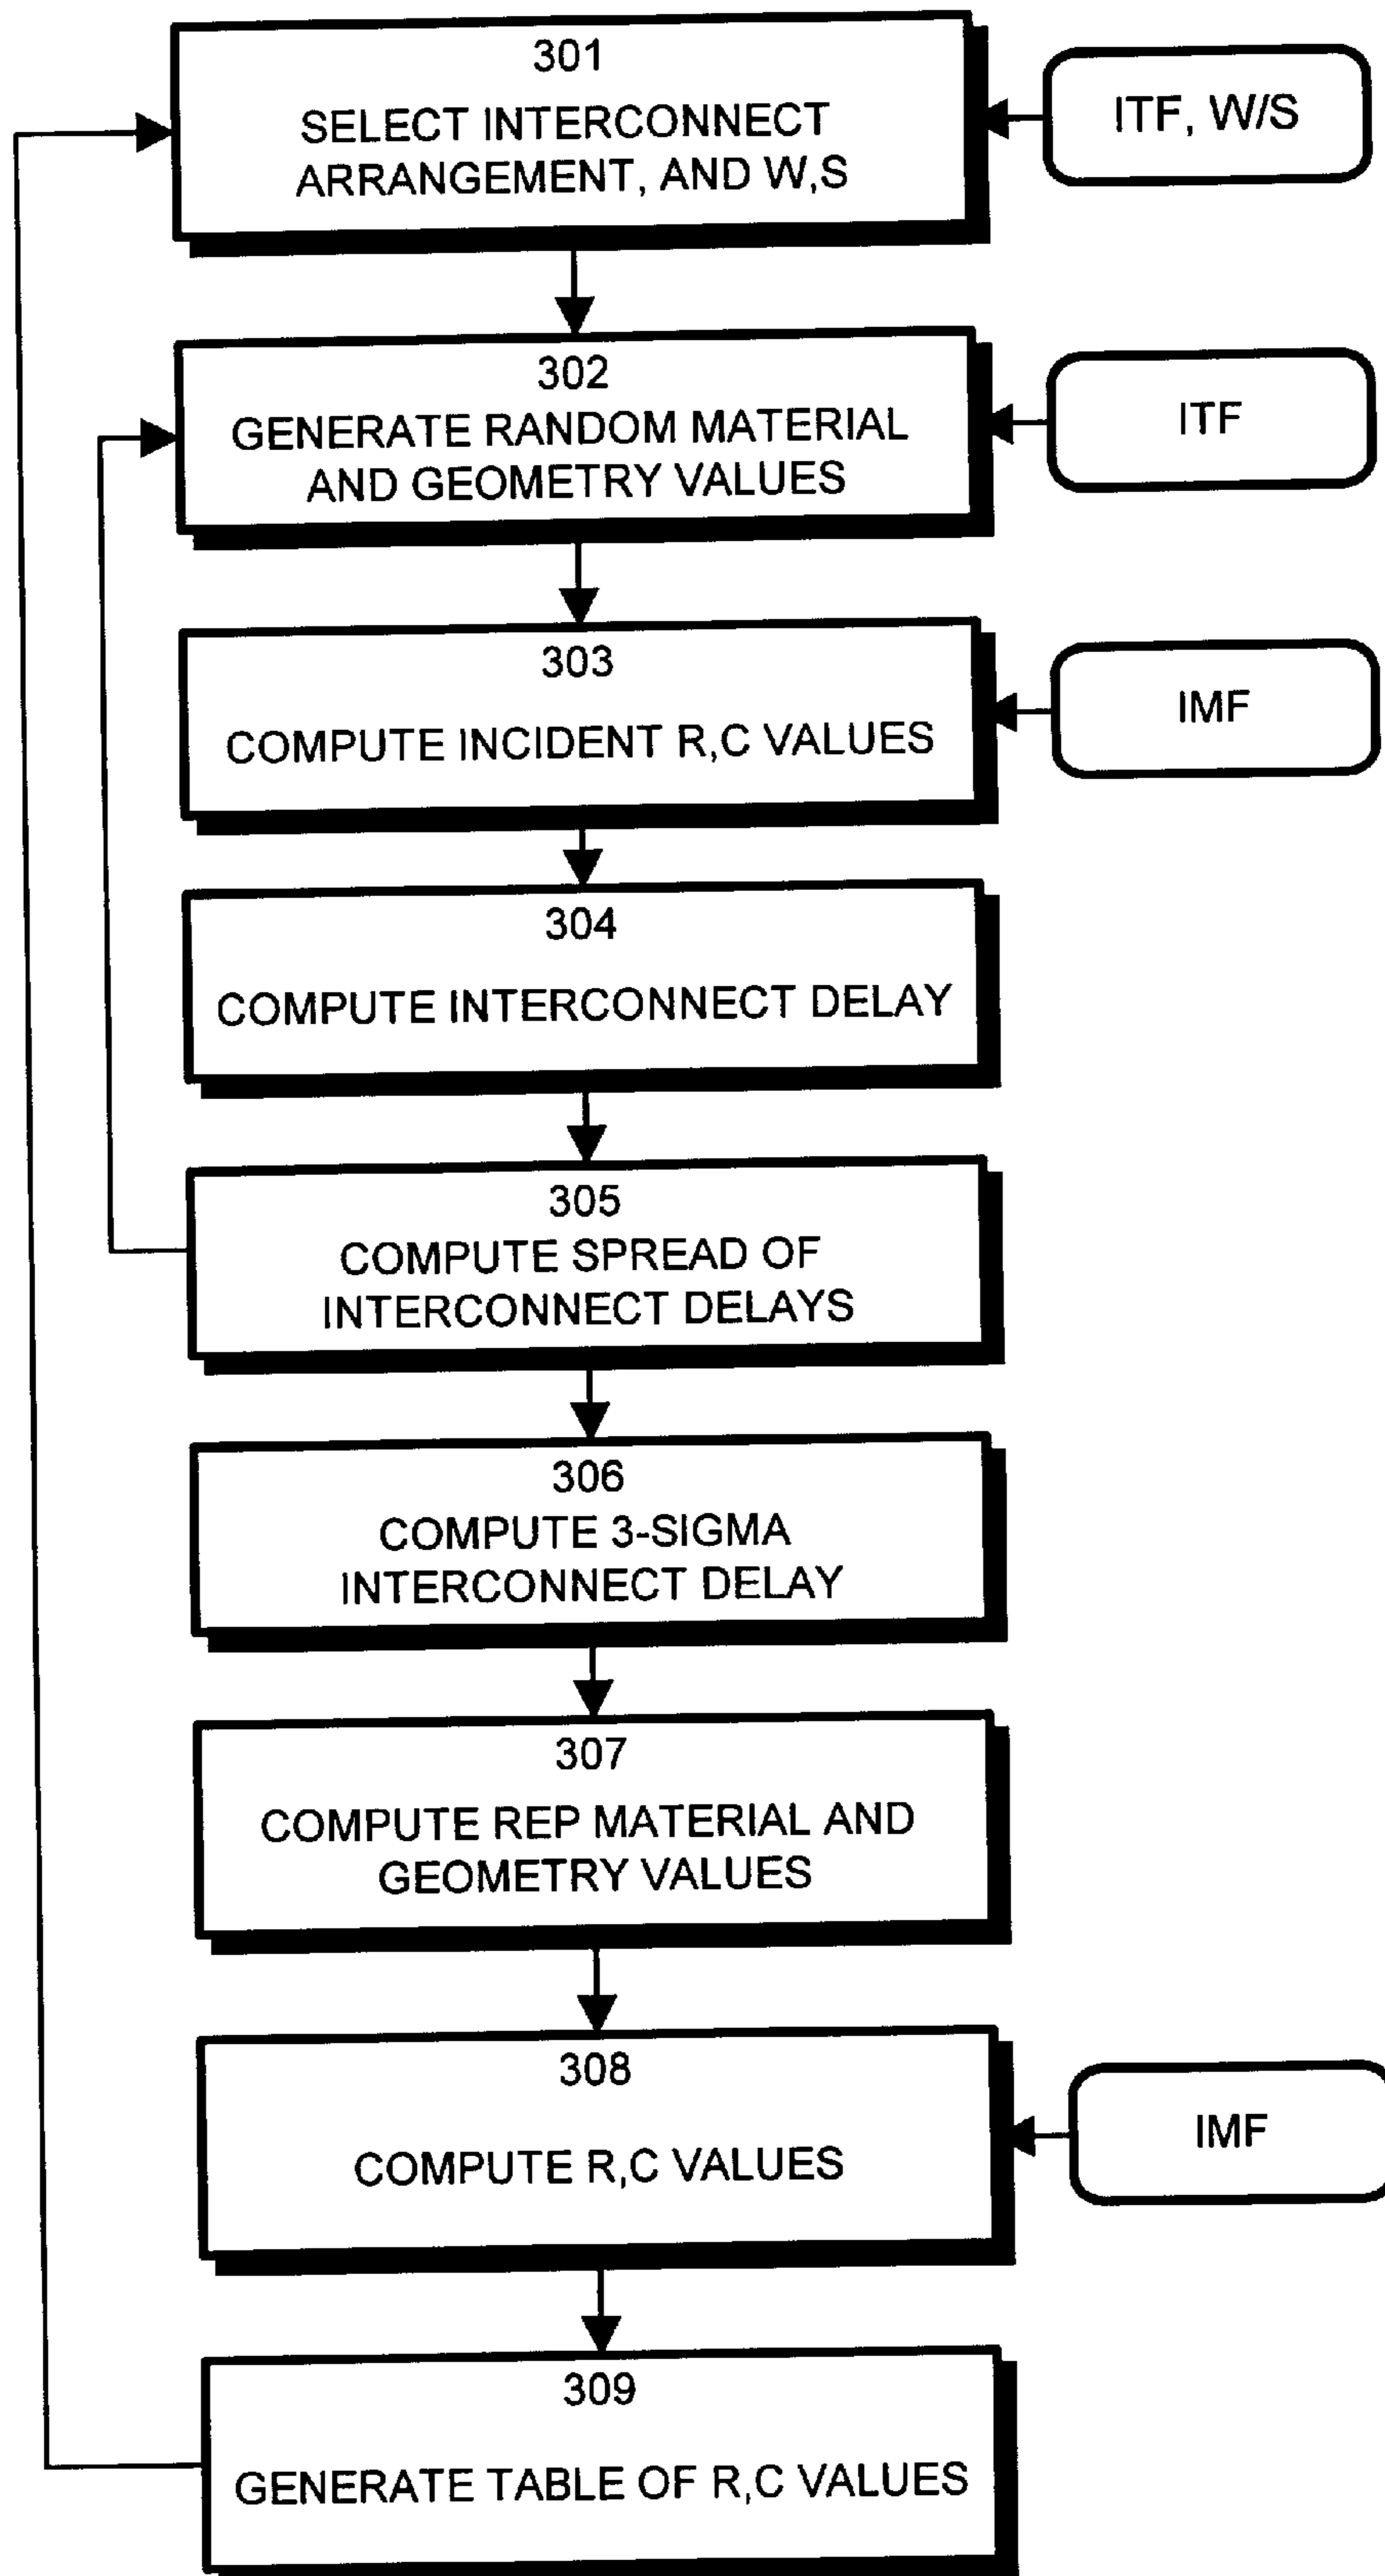 301
SELECT INTERCONNECT
ARRANGEMENT, AND W,S
ITF, W/S
302
GENERATE RANDOM MATERIAL
AND GEOMETRY VALUES
ITF
303
COMPUTE INCIDENT R,C VALUES
IMF
304
COMPUTE INTERCONNECT DELAY
305
COMPUTE SPREAD OF
INTERCONNECT DELAYS
306
COMPUTE 3-SIGMA
INTERCONNECT DELAY
307
COMPUTE REP MATERIAL AND
GEOMETRY VALUES
308
COMPUTE R,C VALUES
IMF
309
GENERATE TABLE OF R,C VALUES